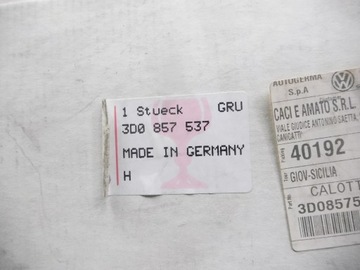 1 Stueck GRU
3D0 857 537
MADE IN GERMANY
H
AUTOGERMA
S.p.A
CACI E AMATO S.R.L.
VIALE GIUDICE ANTONINO SAETTA
CANICATTI
40192
GIOV-SICILIA
CALOTT
3D08575